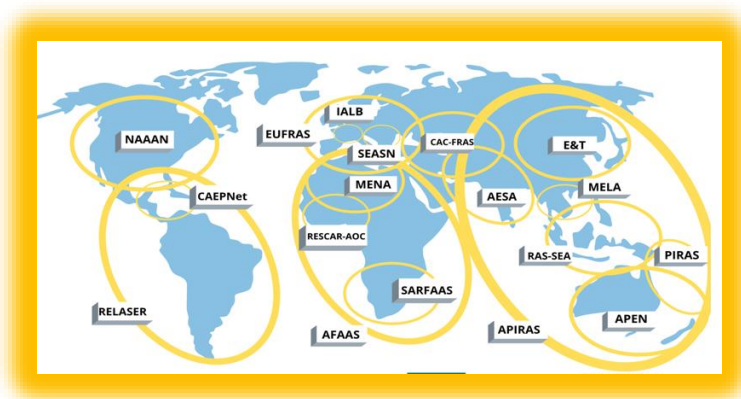 IALB
NAAAN
EUFRAS
CAC-FRAS
E&T
SEASN
MENA
AESA
MELA
CAEPNet
RESCAR-AOC
RAS-SEA
PIRAS
SARFAAS
RELASER
AFAAS
APIRAS
APEN